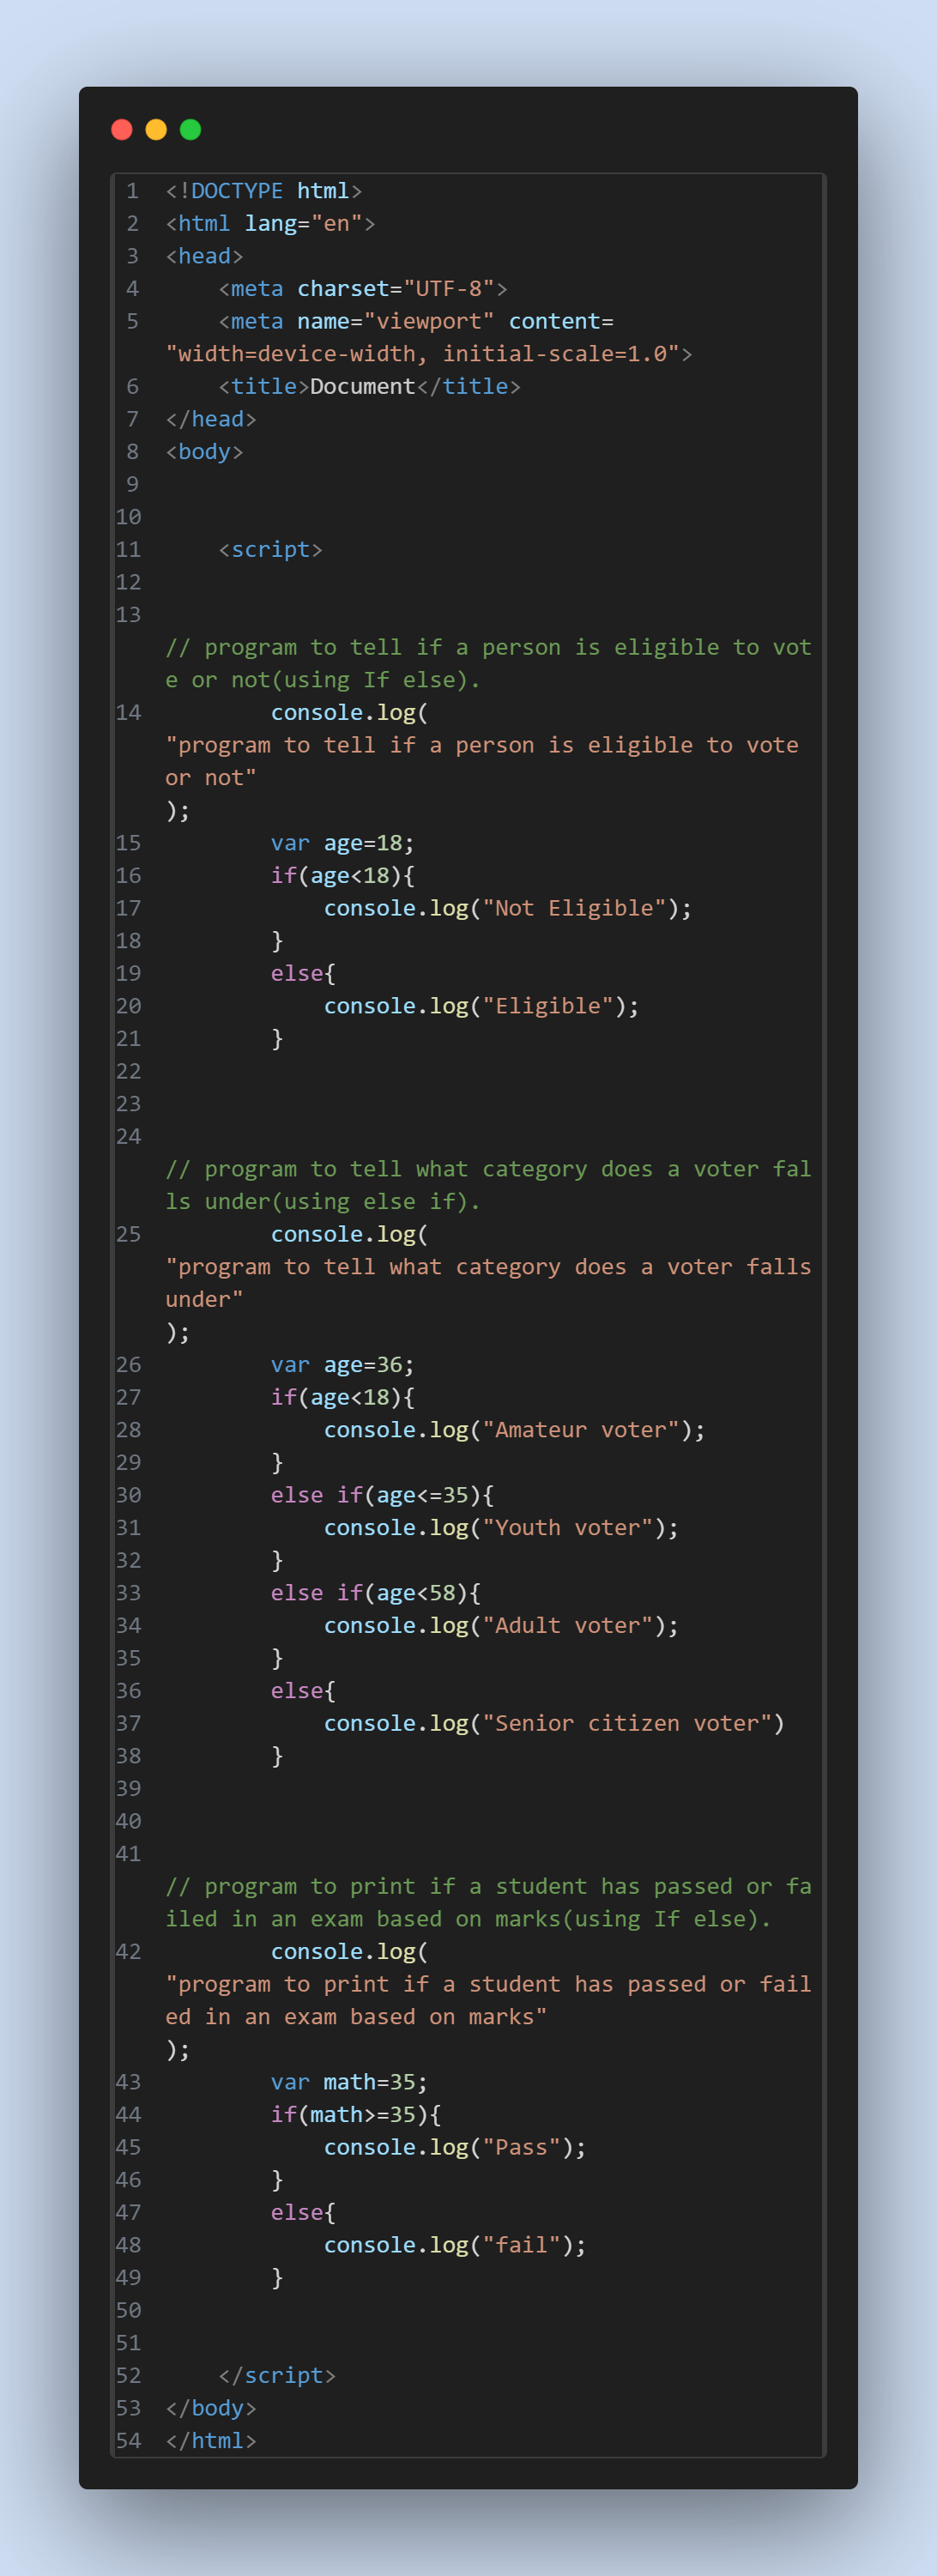 1 <!DOCTYPE html>
2 <html lang="en">
3 <head>
4     <meta charset="UTF-8">
5     <meta name="viewport" content=
"width=device-width, initial-scale=1.0">
6     <title>Document</title>
7 </head>
8 <body>
9
10
11     <script>
12
13
// program to tell if a person is eligible to vot
e or not(using If else).
14         console.log(
"program to tell if a person is eligible to vote
or not"
);
15         var age=18;
16         if(age<18){
17             console.log("Not Eligible");
18         }
19         else{
20             console.log("Eligible");
21         }
22
23
24
// program to tell what category does a voter fal
ls under(using else if).
25         console.log(
"program to tell what category does a voter falls
under"
);
26         var age=36;
27         if(age<18){
28             console.log("Amateur voter");
29         }
30         else if(age<=35){
31             console.log("Youth voter");
32         }
33         else if(age<58){
34             console.log("Adult voter");
35         }
36         else{
37             console.log("Senior citizen voter")
38         }
39
40
41
// program to print if a student has passed or fa
iled in an exam based on marks(using If else).
42         console.log(
"program to print if a student has passed or fail
ed in an exam based on marks"
);
43         var math=35;
44         if(math>=35){
45             console.log("Pass");
46         }
47         else{
48             console.log("fail");
49         }
50
51
52     </script>
53 </body>
54 </html>